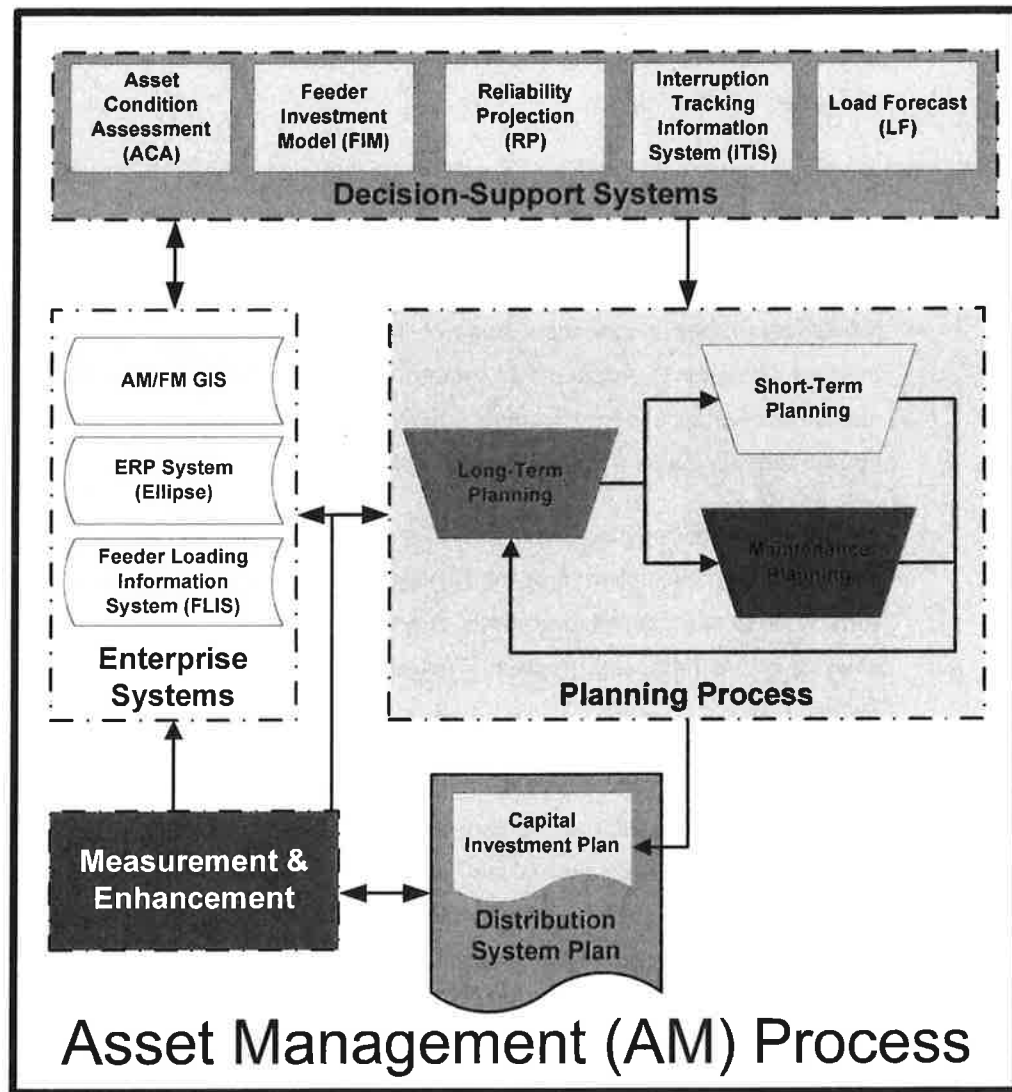 Asset
Condition
Assessment
(ACA)
Feeder
Investment
Model (FIM)
Reliability
Projection
(RP)
Interruption
Tracking
Information
System (iTIS)
Load Forecast
(LF)
Decision-Support Systems
AM/FM GIS
ERP System
(Ellipse)
Feeder Loading
Information
System (FLIS)
Enterprise
Systems
Short-Term
Planning
Long-Term
Planning
Maintenance
Planning
Planning Process
Measurement &
Enhancement
Capital
Investment Plan
Distribution
System Plan
Asset Management (AM) Process